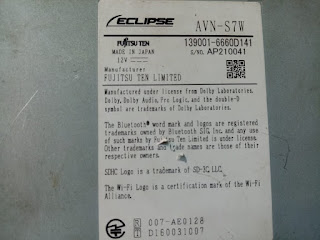 ECLIPSE AVN-S7W
FUJITSU TEN 139001-6660D141
MADE IN JAPAN S/NO. AP210041
12V
Manufacturer
FUJITSU TEN LIMITED
Manufactured under license from Dolby Laboratories.
Dolby, Dolby Audio, Pro Logic, and the double-D
symbol are trademarks of Dolby Laboratories.
The Bluetooth® word mark and logos are registered
trademarks owned by Bluetooth SIG, Inc. and any use
of such marks by Fujitsu Ten Limited is under license.
Other trademarks and trade names are those of their
respective owners.
SDHC Logo is a trademark of SD-3C, LLC.
The Wi-Fi Logo is a certification mark of the Wi-Fi
Alliance.
R 007-AE0128
T D160031007